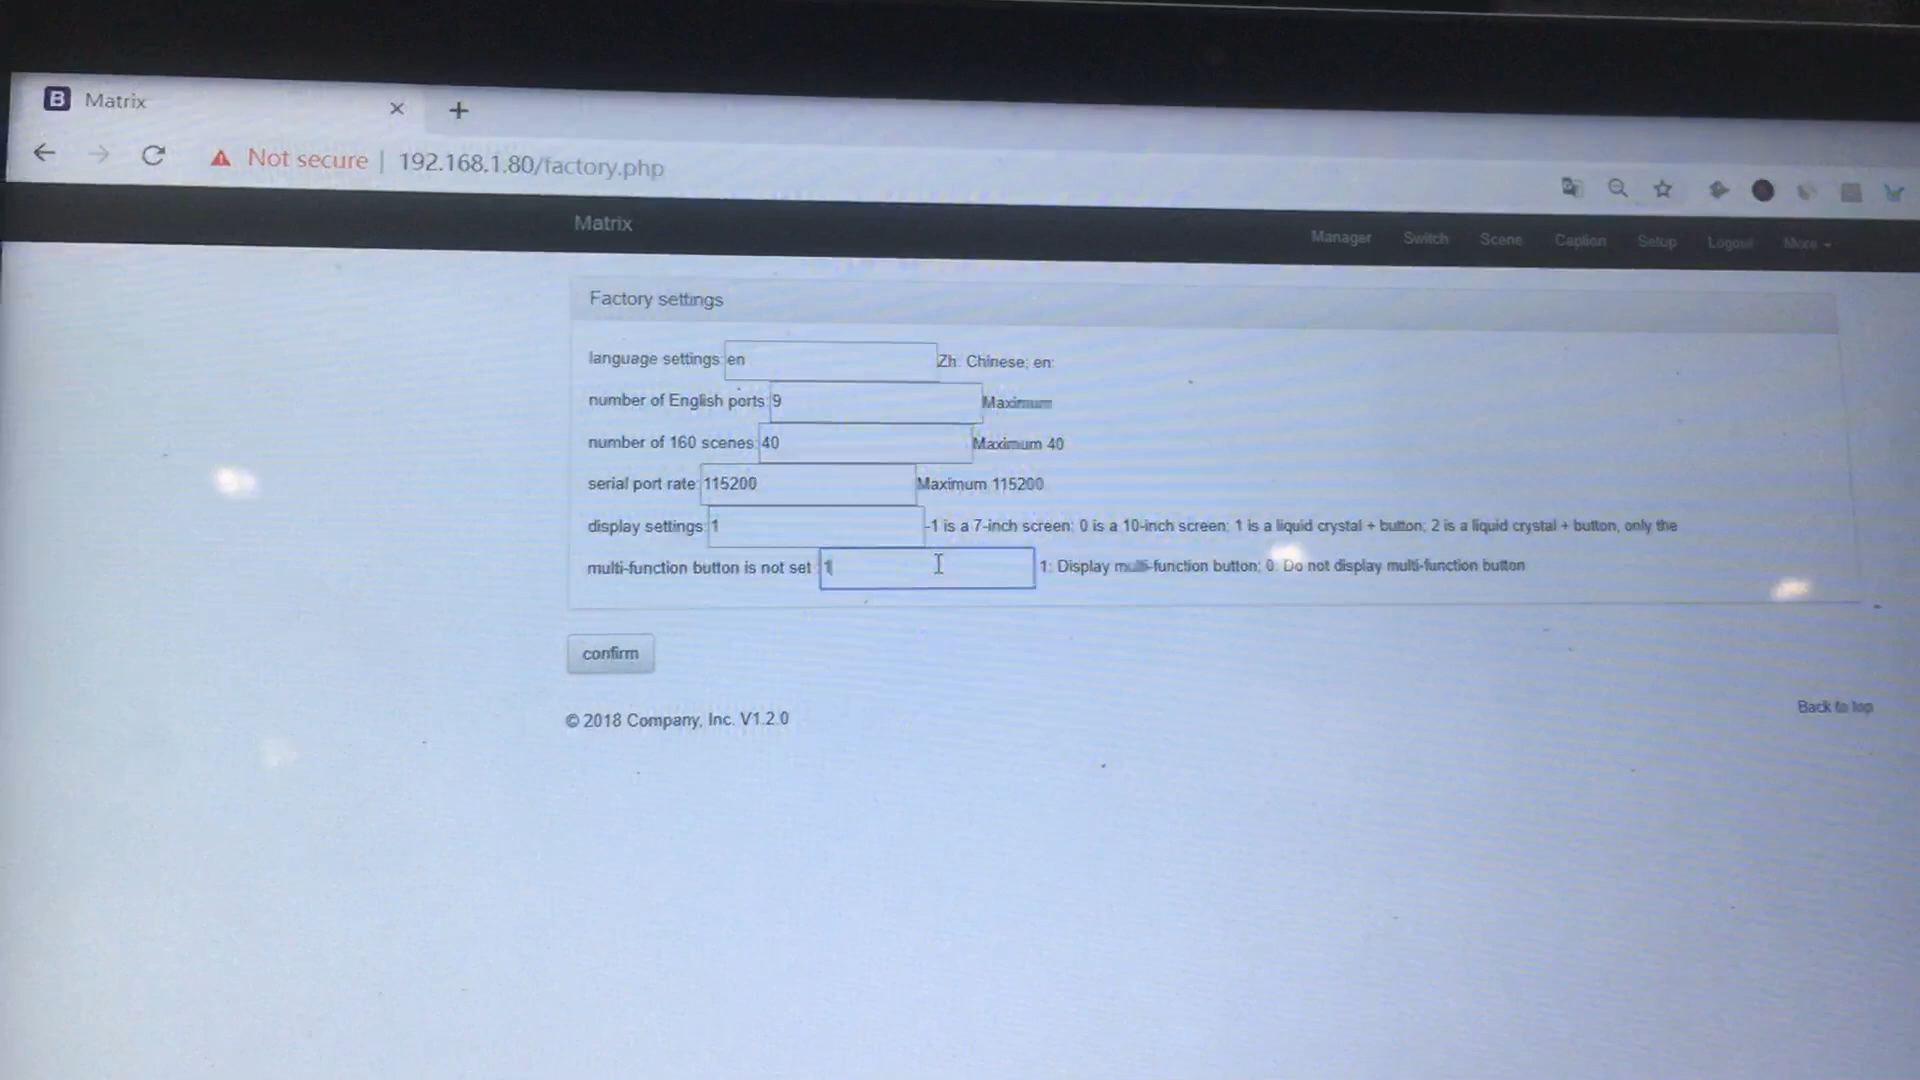 Matrix
Not secure | 192.168.1.80/factory.php
Matrix
Manager Switch Scene Caption Setup Logout More
Factory settings
language settings: en Zh: Chinese; en:
number of English ports: 9 Maximum
number of 160 scenes: 40 Maximum 40
serial port rate: 115200 Maximum 115200
display settings: 1 -1 is a 7-inch screen; 0 is a 10-inch screen; 1 is a liquid crystal + button; 2 is a liquid crystal + button, only the
multi-function button is not set : 1 1: Display multi-function button; 0: Do not display multi-function button
confirm
© 2018 Company, Inc. V1.2.0
Back to top